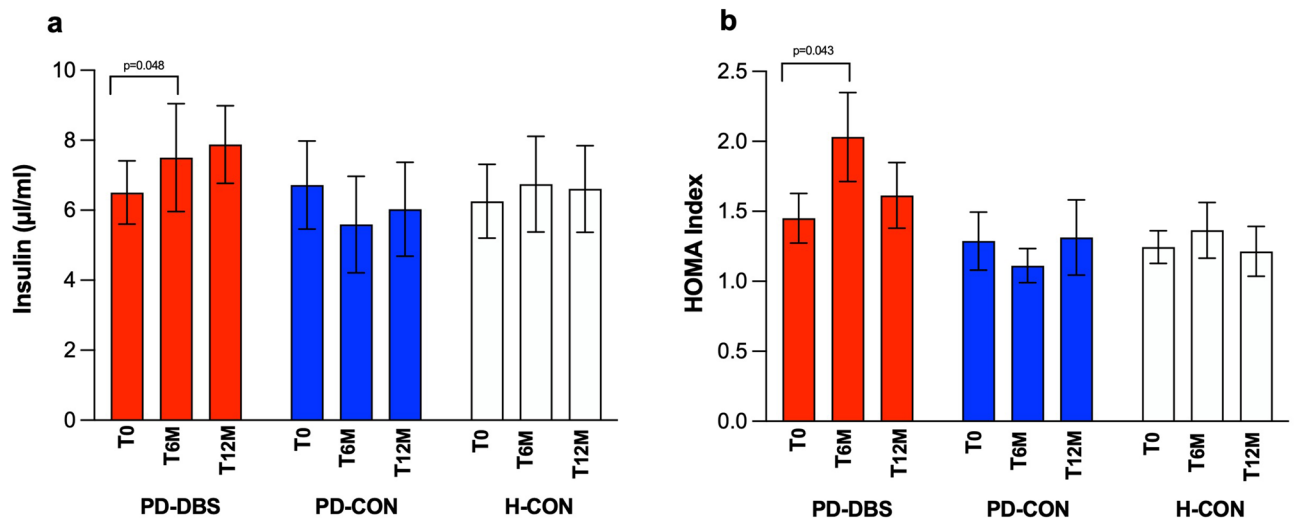 a
p=0.048
Insulin (µl/ml)
10
8
6
4
2
0
T0
T6M
T12M
T0
T6M
T12M
T0
T6M
T12M
PD-DBS
PD-CON
H-CON
b
p=0.043
HOMA Index
2.5
2.0
1.5
1.0
0.5
0.0
T0
T6M
T12M
T0
T6M
T12M
T0
T6M
T12M
PD-DBS
PD-CON
H-CON